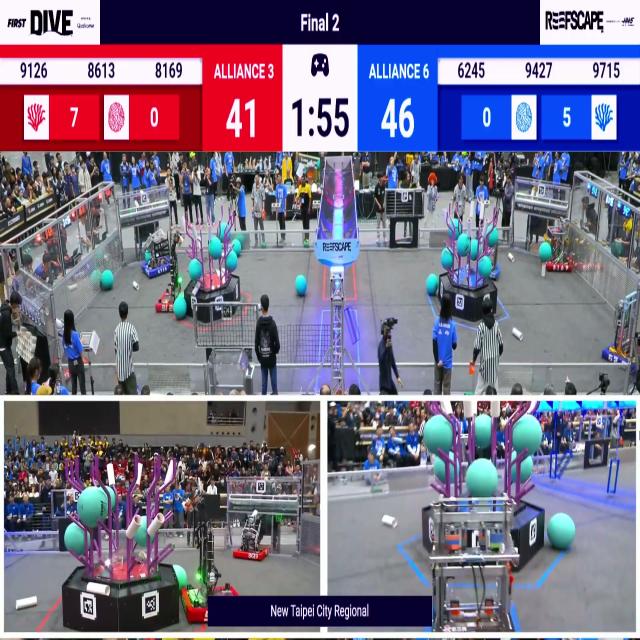 FIRST DIVE
Final 2
REEFSCAPE
9126 8613 8169
ALLIANCE 3
ALLIANCE 6
6245 9427 9715
7 0
41
1:55
46
0 5
REEFSCAPE
New Taipei City Regional